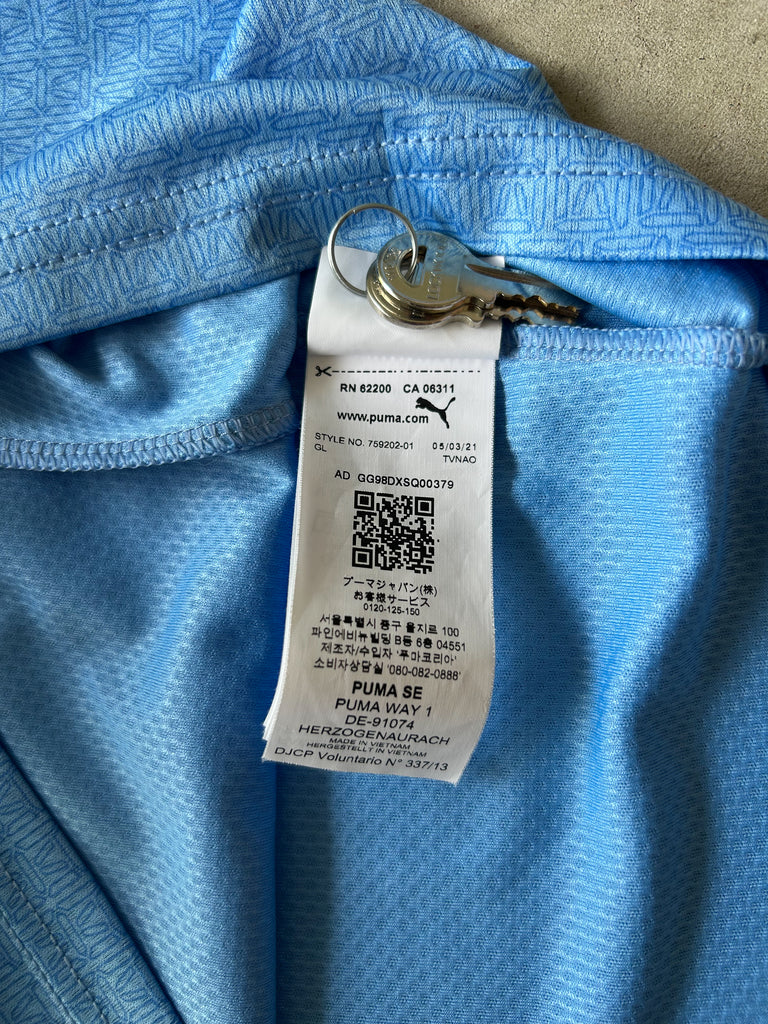 RN 62200 CA 06311
www.puma.com
STYLE NO. 759202-01 05/03/21
GL TVNAO
AD GG98DXSQ00379
プーマジャパン(株)
お客様サービス
0120-125-150
서울특별시 중구 을지로 100
파인에비뉴빌딩 B동 6층 04551
제조자/수입자 '푸마코리아'
소비자상담실 '080-082-0888'
PUMA SE
PUMA WAY 1
DE-91074
HERZOGENAURACH
MADE IN VIETNAM
HERGESTELLT IN VIETNAM
DJCP Voluntario N° 337/13